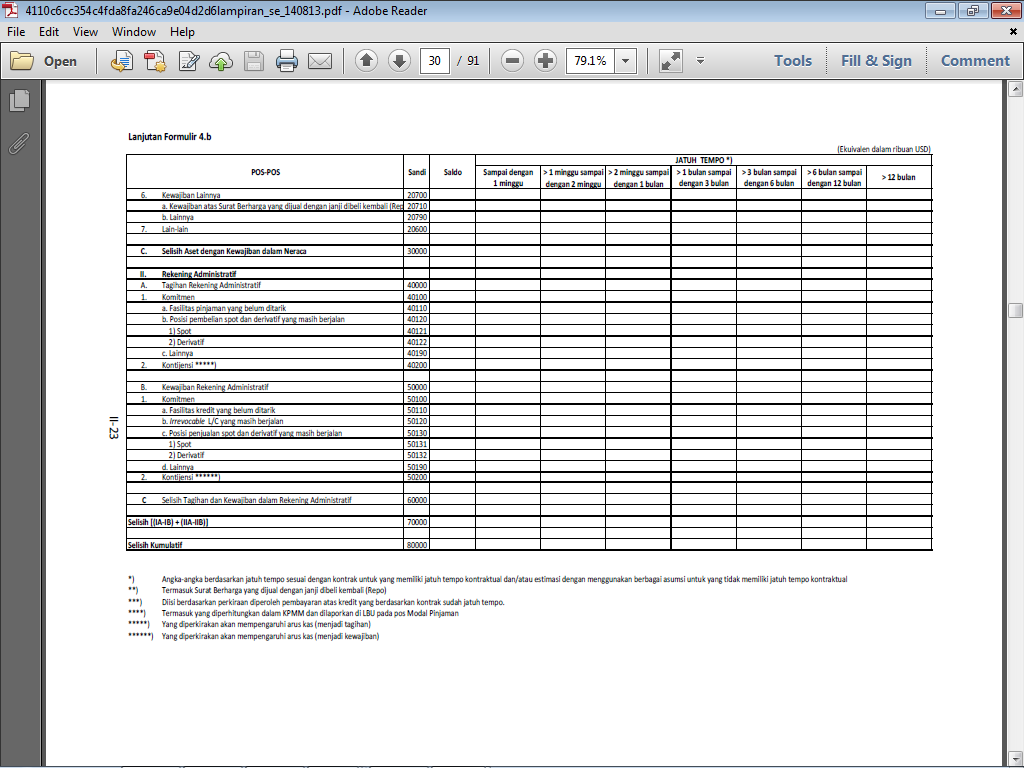 4110c6cc354c4fda8fa246ca9e04d2d6lampiran_se_140813.pdf - Adobe Reader
File Edit View Window Help
Open 30 / 91 79.1% Tools Fill & Sign Comment
Lanjutan Formulir 4.b
(Ekuivalen dalam ribuan USD)
POS-POS Sandi Saldo JATUH TEMPO *)
Sampai dengan 1 minggu
> 1 minggu sampai dengan 2 minggu
> 2 minggu sampai dengan 1 bulan
> 1 bulan sampai dengan 3 bulan
> 3 bulan sampai dengan 6 bulan
> 6 bulan sampai dengan 12 bulan
> 12 bulan
6. Kewajiban Lainnya 20700
a. Kewajiban atas Surat Berharga yang dijual dengan janji dibeli kembali (Rep 20710
b. Lainnya 20790
7. Lain-lain 20600
C. Selisih Aset dengan Kewajiban dalam Neraca 30000
II. Rekening Administratif
A. Tagihan Rekening Administratif 40000
1. Komitmen 40100
a. Fasilitas pinjaman yang belum ditarik 40110
b. Posisi pembelian spot dan derivatif yang masih berjalan 40120
1) Spot 40121
2) Derivatif 40122
c. Lainnya 40190
2. Kontijensi *****) 40200
B. Kewajiban Rekening Administratif 50000
1. Komitmen 50100
a. Fasilitas kredit yang belum ditarik 50110
b. Irrevocable L/C yang masih berjalan 50120
c. Posisi penjualan spot dan derivatif yang masih berjalan 50130
1) Spot 50131
2) Derivatif 50132
d. Lainnya 50190
2. Kontijensi ******) 50200
C Selisih Tagihan dan Kewajiban dalam Rekening Administratif 60000
Selisih [(IA-IB) + (IIA-IIB)] 70000
Selisih Kumulatif 80000
II-23
*) Angka-angka berdasarkan jatuh tempo sesuai dengan kontrak untuk yang memiliki jatuh tempo kontraktual dan/atau estimasi dengan menggunakan berbagai asumsi untuk yang tidak memiliki jatuh tempo kontraktual
**) Termasuk Surat Berharga yang dijual dengan janji dibeli kembali (Repo)
***) Diisi berdasarkan perkiraan diperoleh pembayaran atas kredit yang berdasarkan kontrak sudah jatuh tempo.
****) Termasuk yang diperhitungkan dalam KPMM dan dilaporkan di LBU pada pos Modal Pinjaman
*****) Yang diperkirakan akan mempengaruhi arus kas (menjadi tagihan)
******) Yang diperkirakan akan mempengaruhi arus kas (menjadi kewajiban)